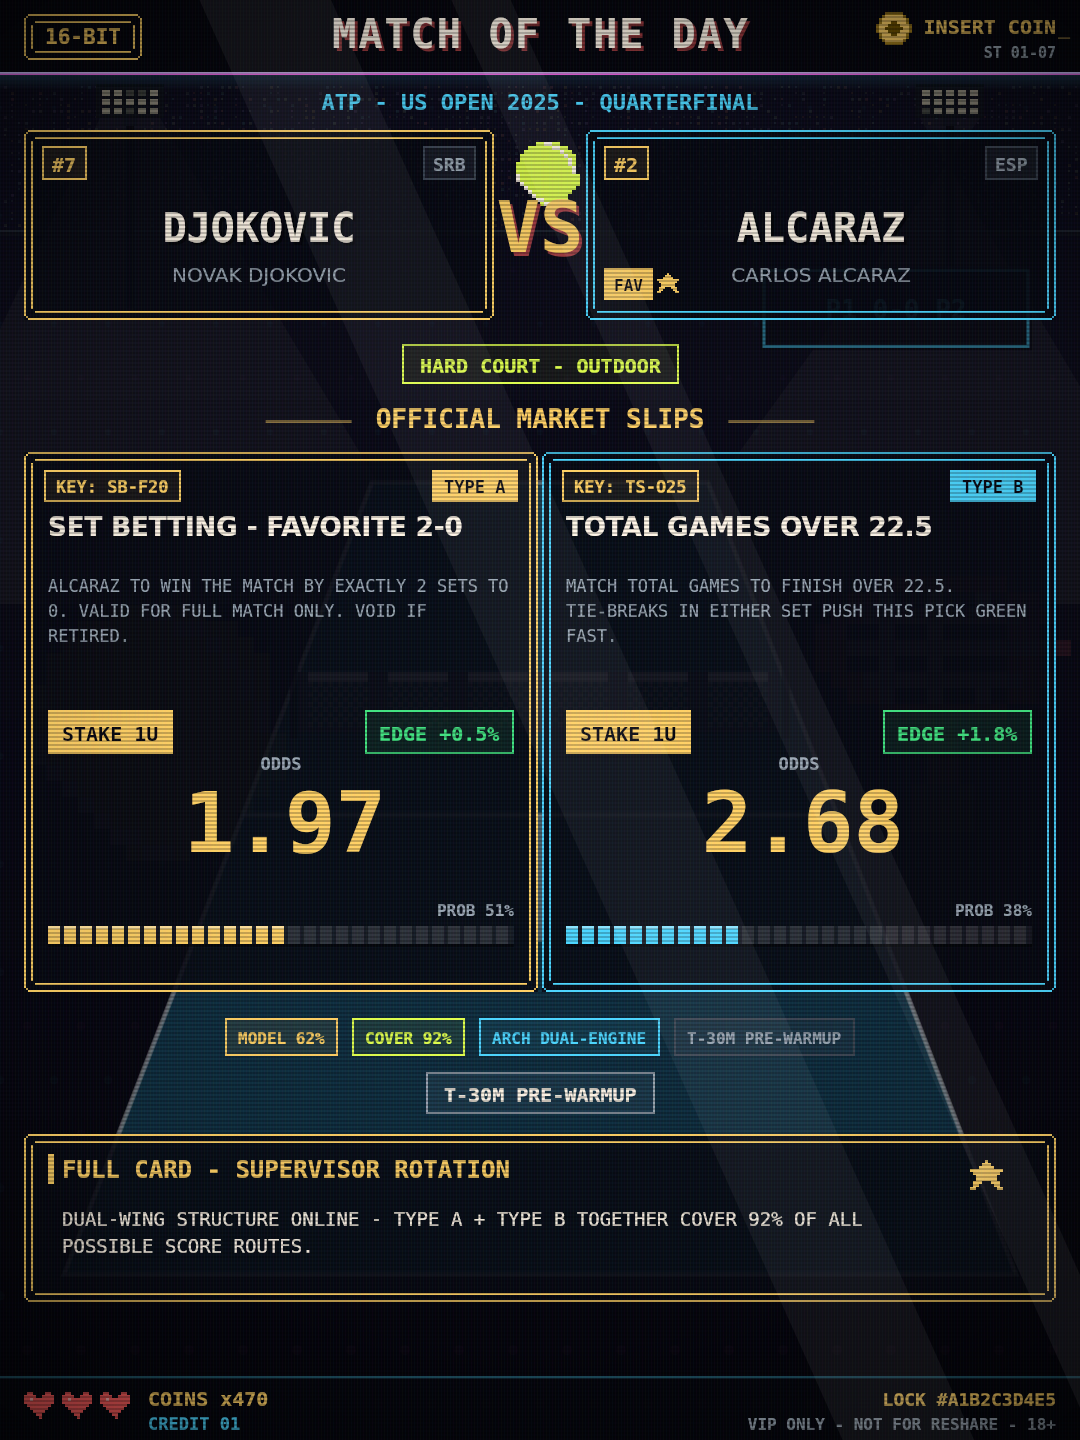 16-BIT
MATCH OF THE DAY
INSERT COIN_
ST 01-07
ATP - US OPEN 2025 - QUARTERFINAL
#7
SRB
DJOKOVIC
NOVAK DJOKOVIC
VS
#2
ESP
ALCARAZ
CARLOS ALCARAZ
FAV
P1 0-0 P2
HARD COURT - OUTDOOR
OFFICIAL MARKET SLIPS
KEY: SB-F20
TYPE A
SET BETTING - FAVORITE 2-0
ALCARAZ TO WIN THE MATCH BY EXACTLY 2 SETS TO
0. VALID FOR FULL MATCH ONLY. VOID IF
RETIRED.
STAKE 1U
EDGE +0.5%
ODDS
1.97
PROB 51%
KEY: TS-O25
TYPE B
TOTAL GAMES OVER 22.5
MATCH TOTAL GAMES TO FINISH OVER 22.5.
TIE-BREAKS IN EITHER SET PUSH THIS PICK GREEN
FAST.
STAKE 1U
EDGE +1.8%
ODDS
2.68
PROB 38%
MODEL 62%
COVER 92%
ARCH DUAL-ENGINE
T-30M PRE-WARMUP
T-30M PRE-WARMUP
FULL CARD - SUPERVISOR ROTATION
DUAL-WING STRUCTURE ONLINE - TYPE A + TYPE B TOGETHER COVER 92% OF ALL
POSSIBLE SCORE ROUTES.
COINS x470
CREDIT 01
LOCK #A1B2C3D4E5
VIP ONLY - NOT FOR RESHARE - 18+